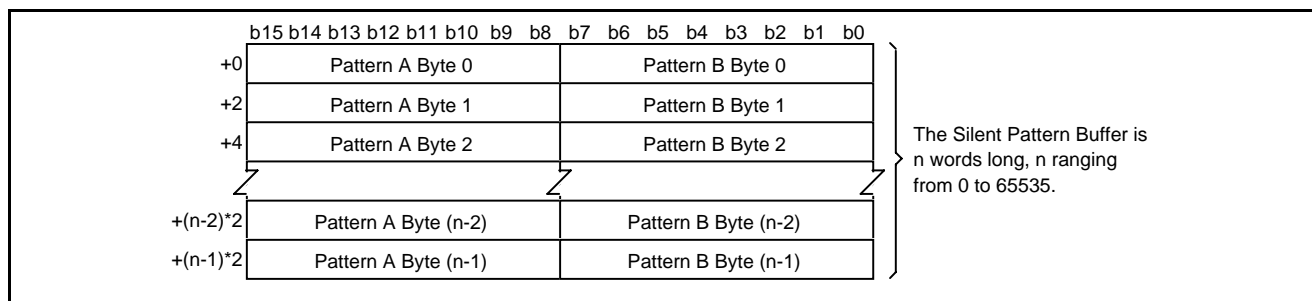 b15 b14 b13 b12 b11 b10 b9 b8 b7 b6 b5 b4 b3 b2 b1 b0
+0 Pattern A Byte 0 Pattern B Byte 0
+2 Pattern A Byte 1 Pattern B Byte 1
+4 Pattern A Byte 2 Pattern B Byte 2
+(n-2)*2 Pattern A Byte (n-2) Pattern B Byte (n-2)
+(n-1)*2 Pattern A Byte (n-1) Pattern B Byte (n-1)
The Silent Pattern Buffer is
n words long, n ranging
from 0 to 65535.